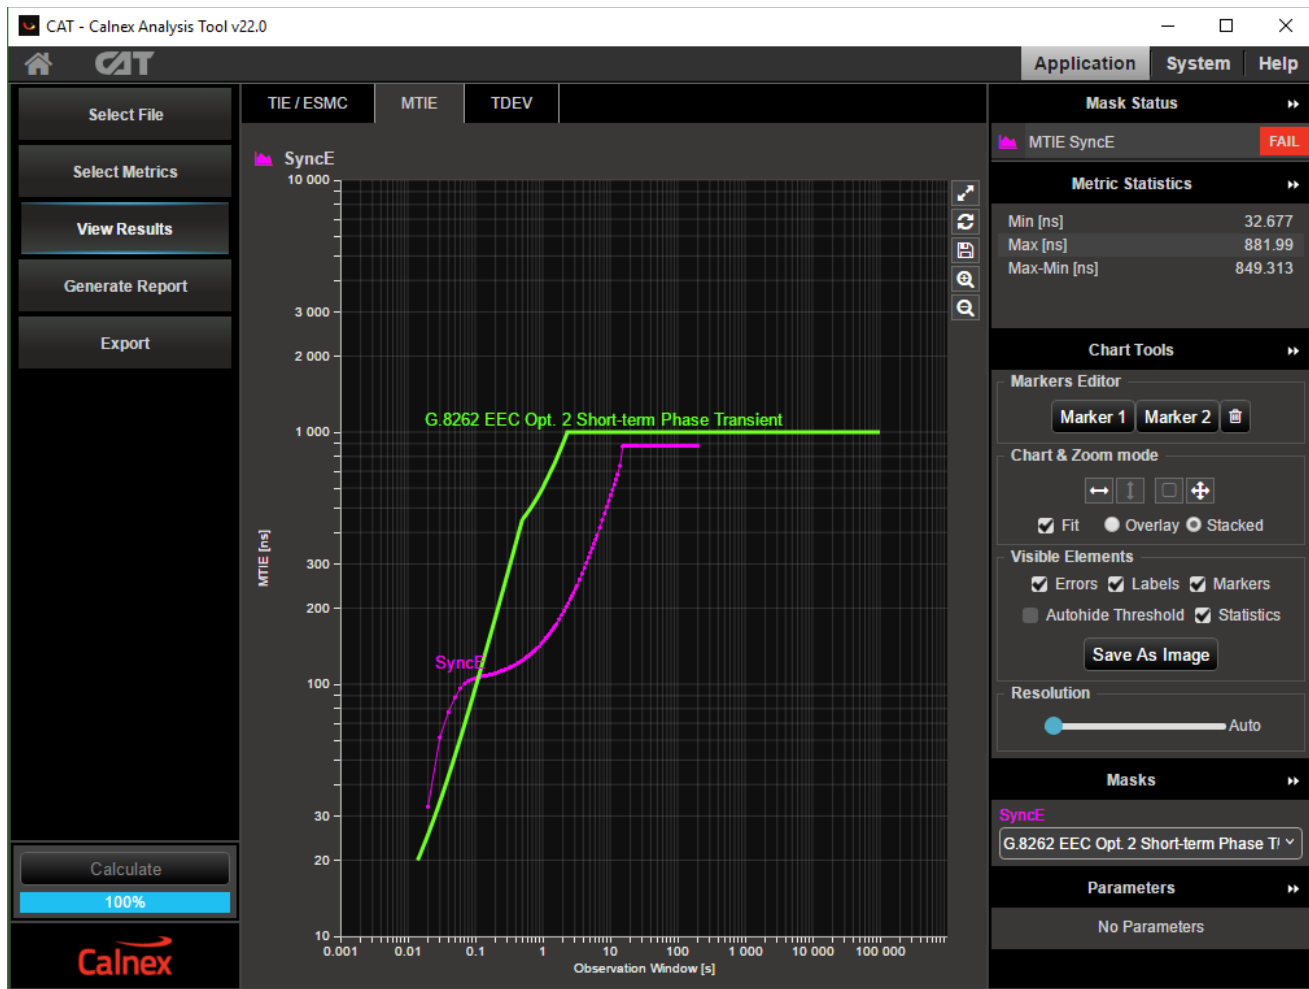 CAT - Calnex Analysis Tool v22.0
CAT
Application System Help
Select File
Select Metrics
View Results
Generate Report
Export
Calculate
100%
Calnex
TIE / ESMC MTIE TDEV
SyncE
10 000
3 000
2 000
1 000
300
200
100
30
20
10
MTIE [ns]
G.8262 EEC Opt. 2 Short-term Phase Transient
SyncE
0.001 0.01 0.1 1 10 100 1 000 10 000 100 000
Observation Window [s]
Mask Status
MTIE SyncE FAIL
Metric Statistics
Min [ns] 32.677
Max [ns] 881.99
Max-Min [ns] 849.313
Chart Tools
Markers Editor
Marker 1 Marker 2
Chart & Zoom mode
Fit Overlay Stacked
Visible Elements
Errors Labels Markers
Autohide Threshold Statistics
Save As Image
Resolution
Auto
Masks
SyncE
G.8262 EEC Opt. 2 Short-term Phase T
Parameters
No Parameters